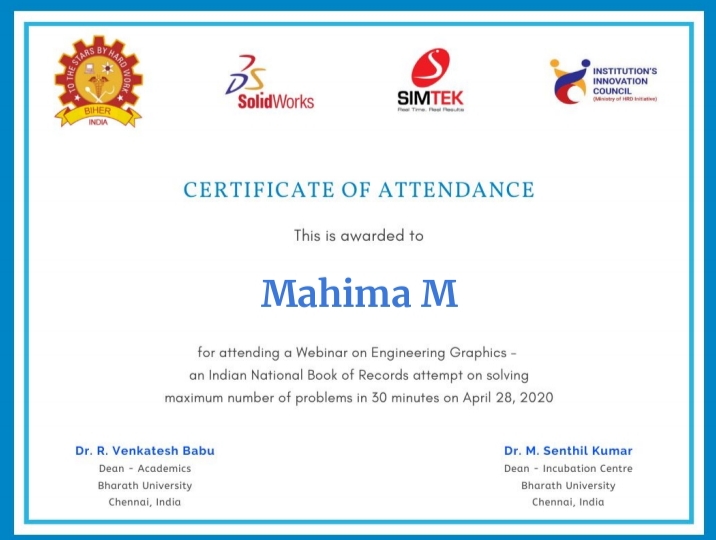 TO THE STARS BY HARD WORK
BIHER
INDIA
SolidWorks
SIMTEK
Real Time. Real Results
INSTITUTION'S
INNOVATION
COUNCIL
(Ministry of HRD Initiative)
CERTIFICATE OF ATTENDANCE
This is awarded to
Mahima M
for attending a Webinar on Engineering Graphics -
an Indian National Book of Records attempt on solving
maximum number of problems in 30 minutes on April 28, 2020
Dr. R. Venkatesh Babu
Dean - Academics
Bharath University
Chennai, India
Dr. M. Senthil Kumar
Dean - Incubation Centre
Bharath University
Chennai, India